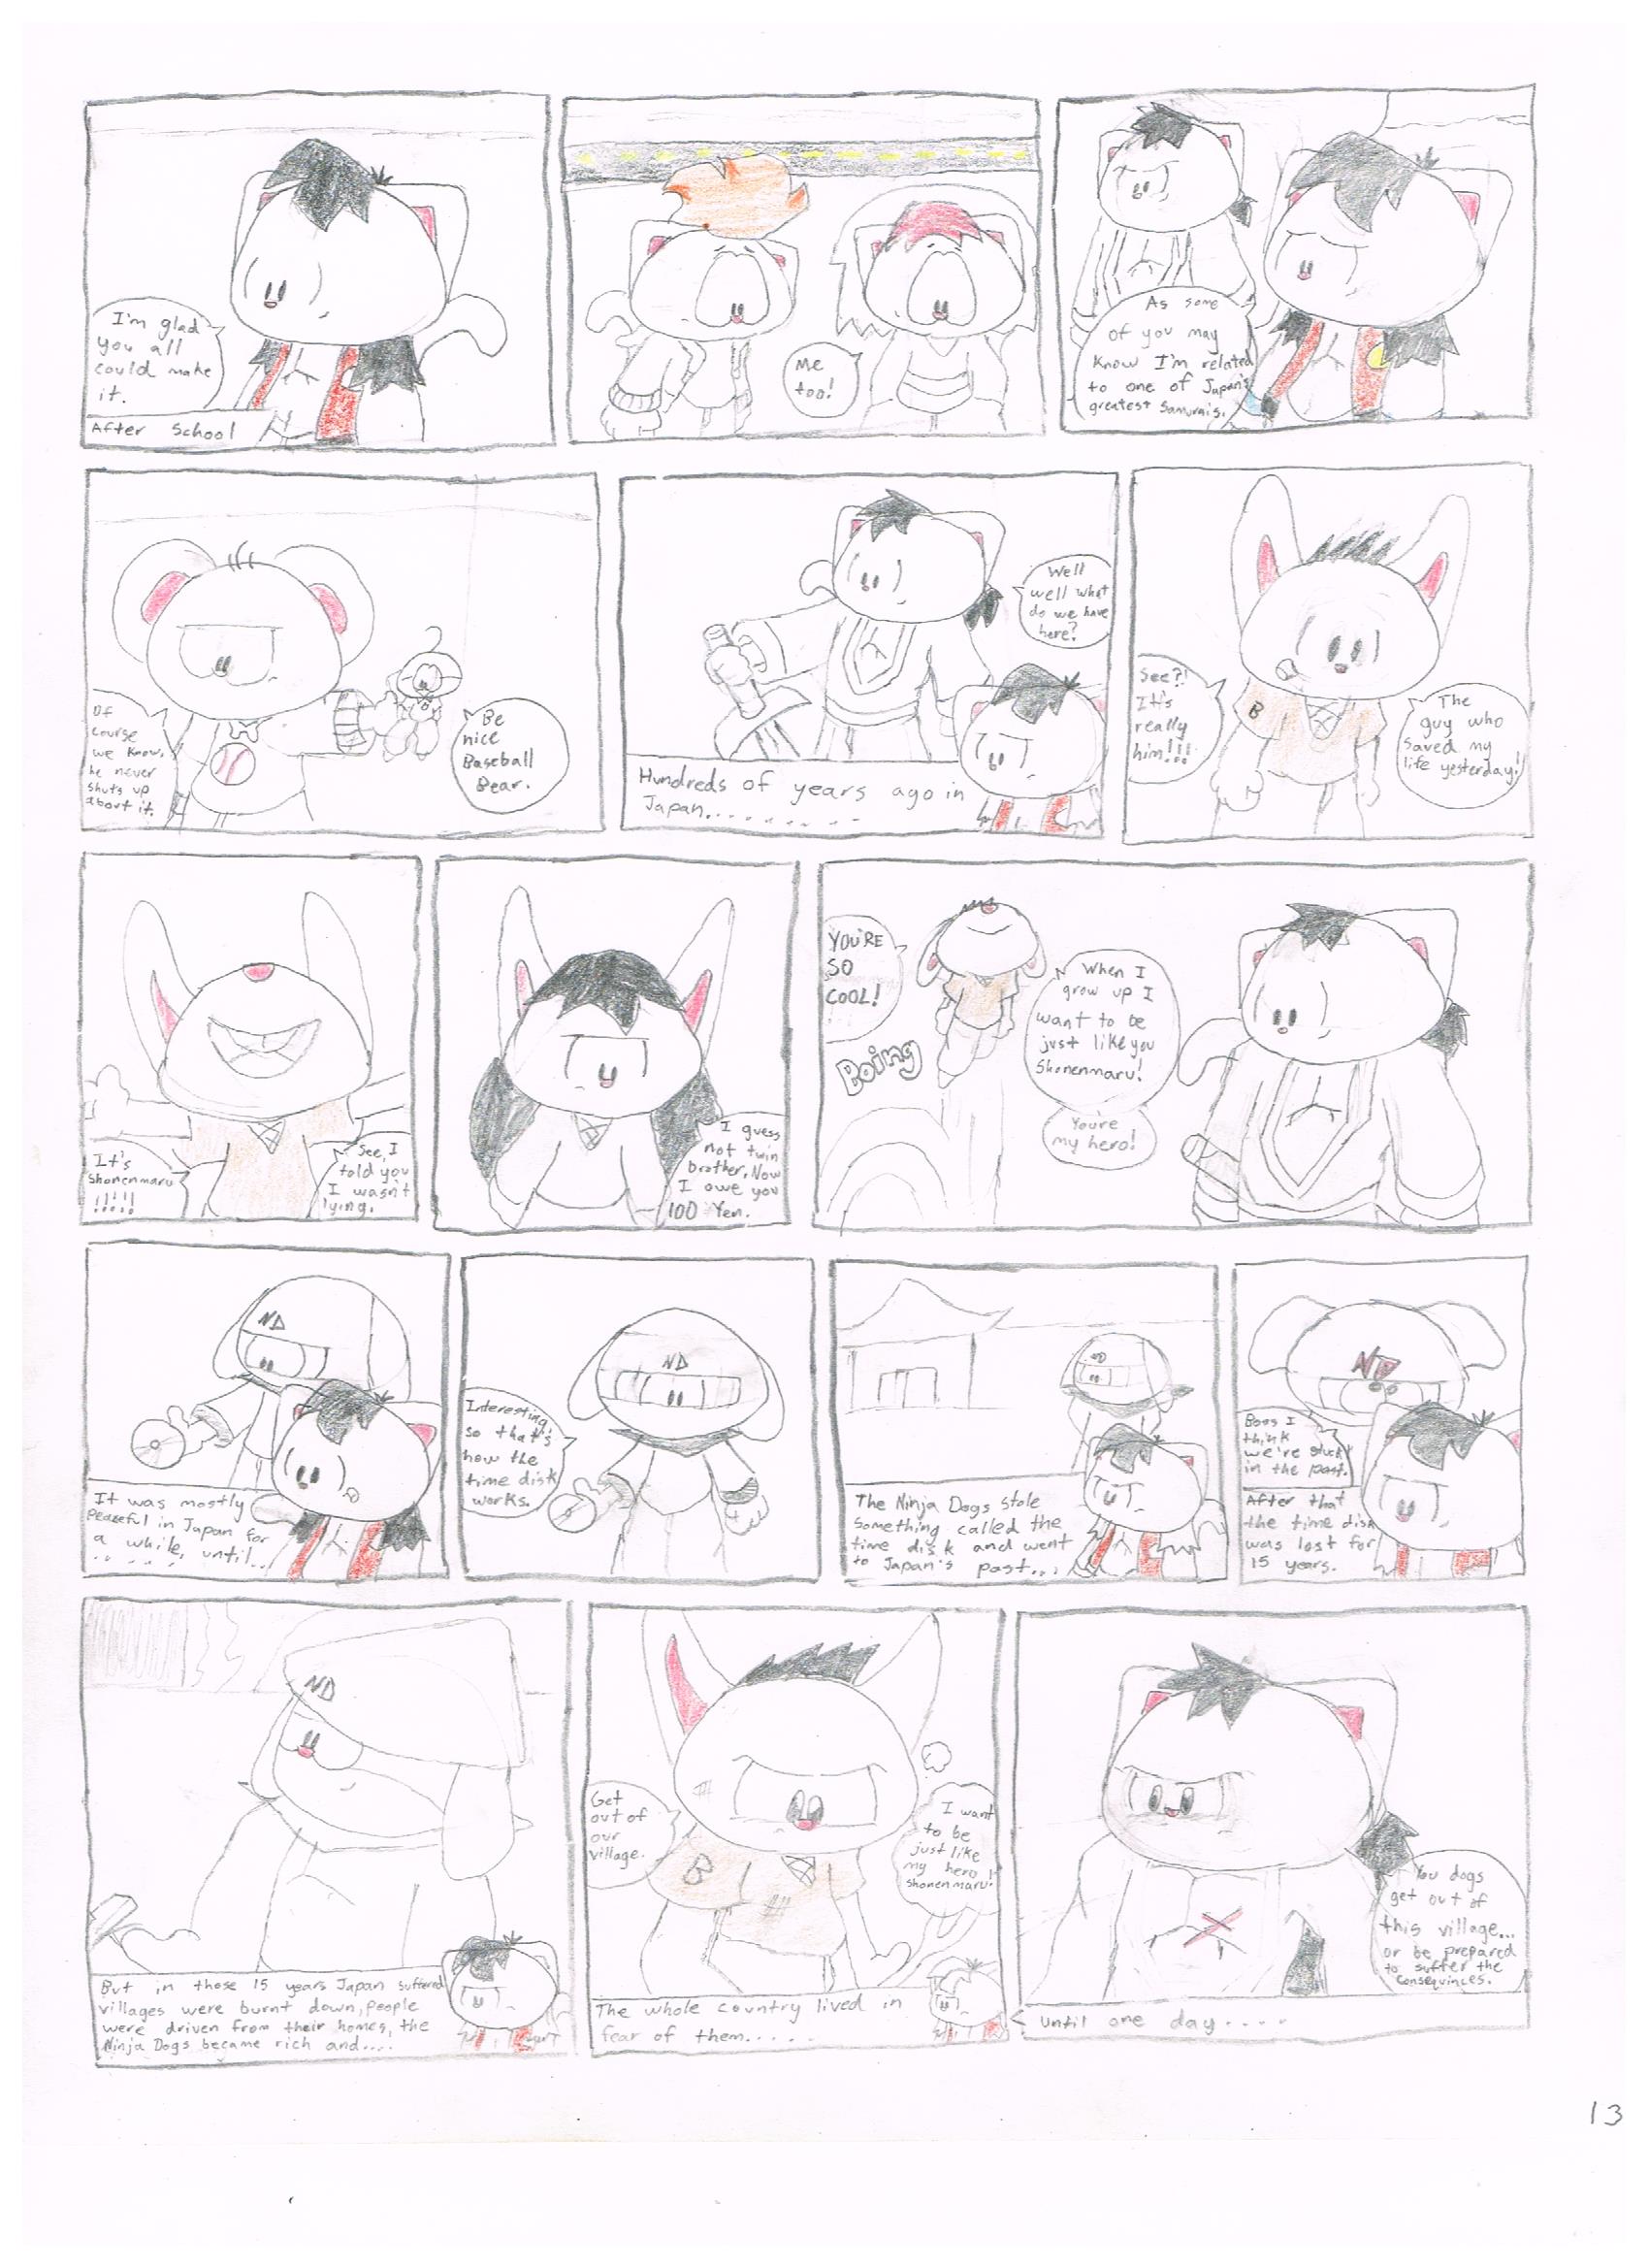 I'm glad
you all
could make
it.
After School
Me
too!
As some
of you may
know I'm related
to one of Japan's
greatest Samurais.
Of
course
we know,
he never
shuts up
about it.
Be
nice
Baseball
Bear.
Well
well what
do we have
here?
Hundreds of years ago in
Japan.........
See?!
It's
really
him!!!
B
The
guy who
saved my
life yesterday!
It's
Shonenmaru
!!!!!
See, I
told you
I wasn't
lying.
I guess
not twin
brother, Now
I owe you
100 Yen.
YOU'RE
SO
COOL!
Boing
When I
grow up I
want to be
just like you
Shonenmaru!
You're
my hero!
ND
It was mostly
peaceful in Japan for
a while, until...
.....
ND
Interesting
so that's
how the
time disk
works.
ND
The Ninja Dogs stole
something called the
time disk and went
to Japan's past....
ND
Boss I
think
we're stuck
in the past.
After that
the time disk
was lost for
15 years.
ND
But in those 15 years Japan suffered
villages were burnt down, people
were driven from their homes, the
Ninja Dogs became rich and....
Get
out of
our
village.
B
I want
to be
just like
my hero
Shonenmaru!
The whole country lived in
fear of them.....
You dogs
get out of
this village...
or be prepared
to suffer the
consequinces.
until one day....
13